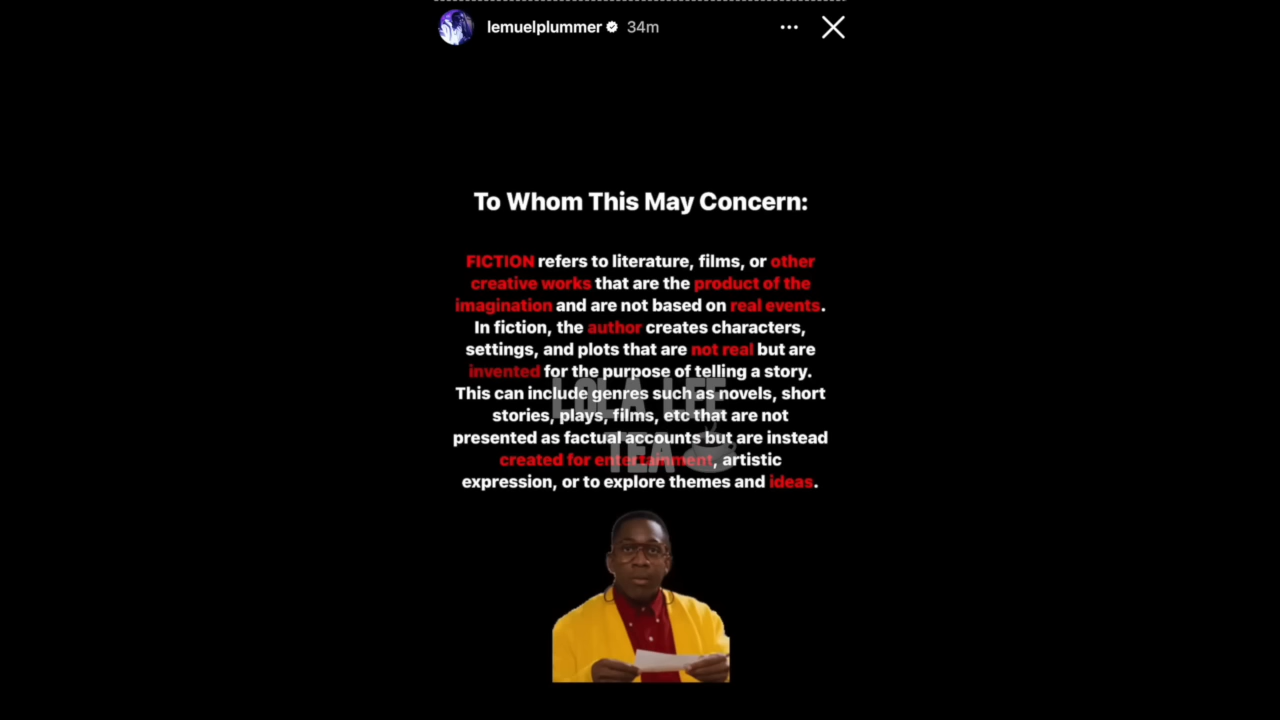 lemuelplummer 34m
To Whom This May Concern:
FICTION refers to literature, films, or other
creative works that are the product of the
imagination and are not based on real events.
In fiction, the author creates characters,
settings, and plots that are not real but are
invented for the purpose of telling a story.
This can include genres such as novels, short
stories, plays, films, etc that are not
presented as factual accounts but are instead
created for entertainment, artistic
expression, or to explore themes and ideas.
LOLA LEE
TEA